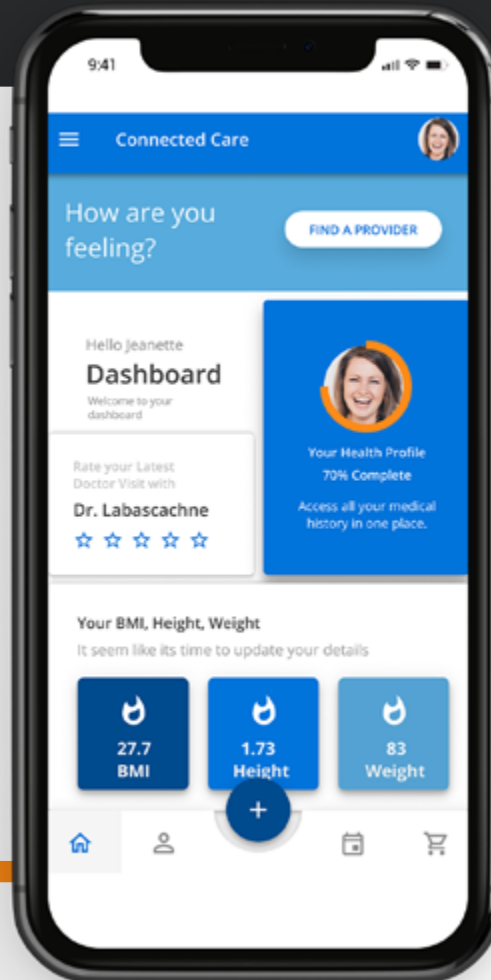 9:41
Connected Care
How are you
feeling?
FIND A PROVIDER
Hello Jeanette
Dashboard
Welcome to your
dashboard
Rate your Latest
Doctor Visit with
Dr. Labascachne
Your Health Profile
70% Complete
Access all your medical
history in one place.
Your BMI, Height, Weight
It seem like its time to update your details
27.7
BMI
1.73
Height
83
Weight
+